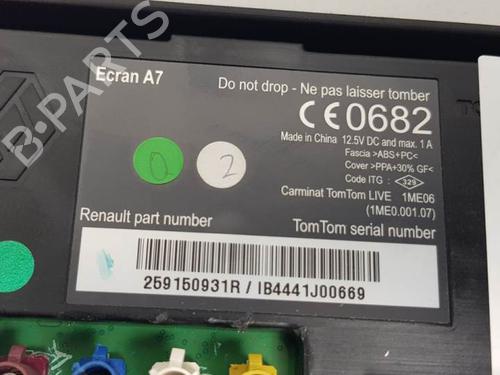 Ecran A7
Do not drop - Ne pas laisser tomber
CE0682
Made in China 12.5V DC and max. 1 A
Fascia >ABS+PC<
Cover >PPA+30% GF<
Code ITG : 329
Carminat TomTom LIVE 1ME06
(1ME0.001.07)
Q
2
Renault part number
TomTom serial number
259150931R / IB4441J00669
B-PARTS